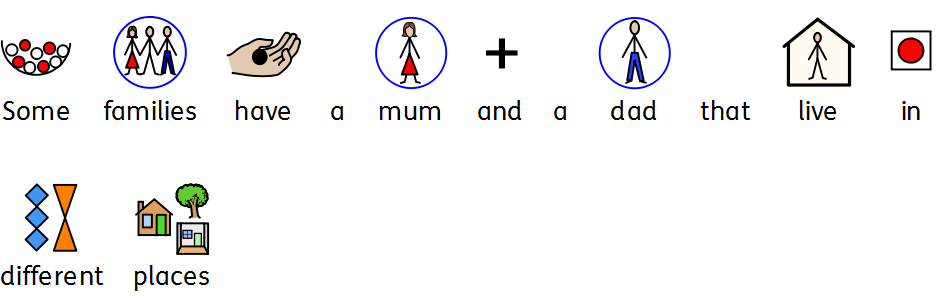 Some families have a mum and a dad that live in
different places